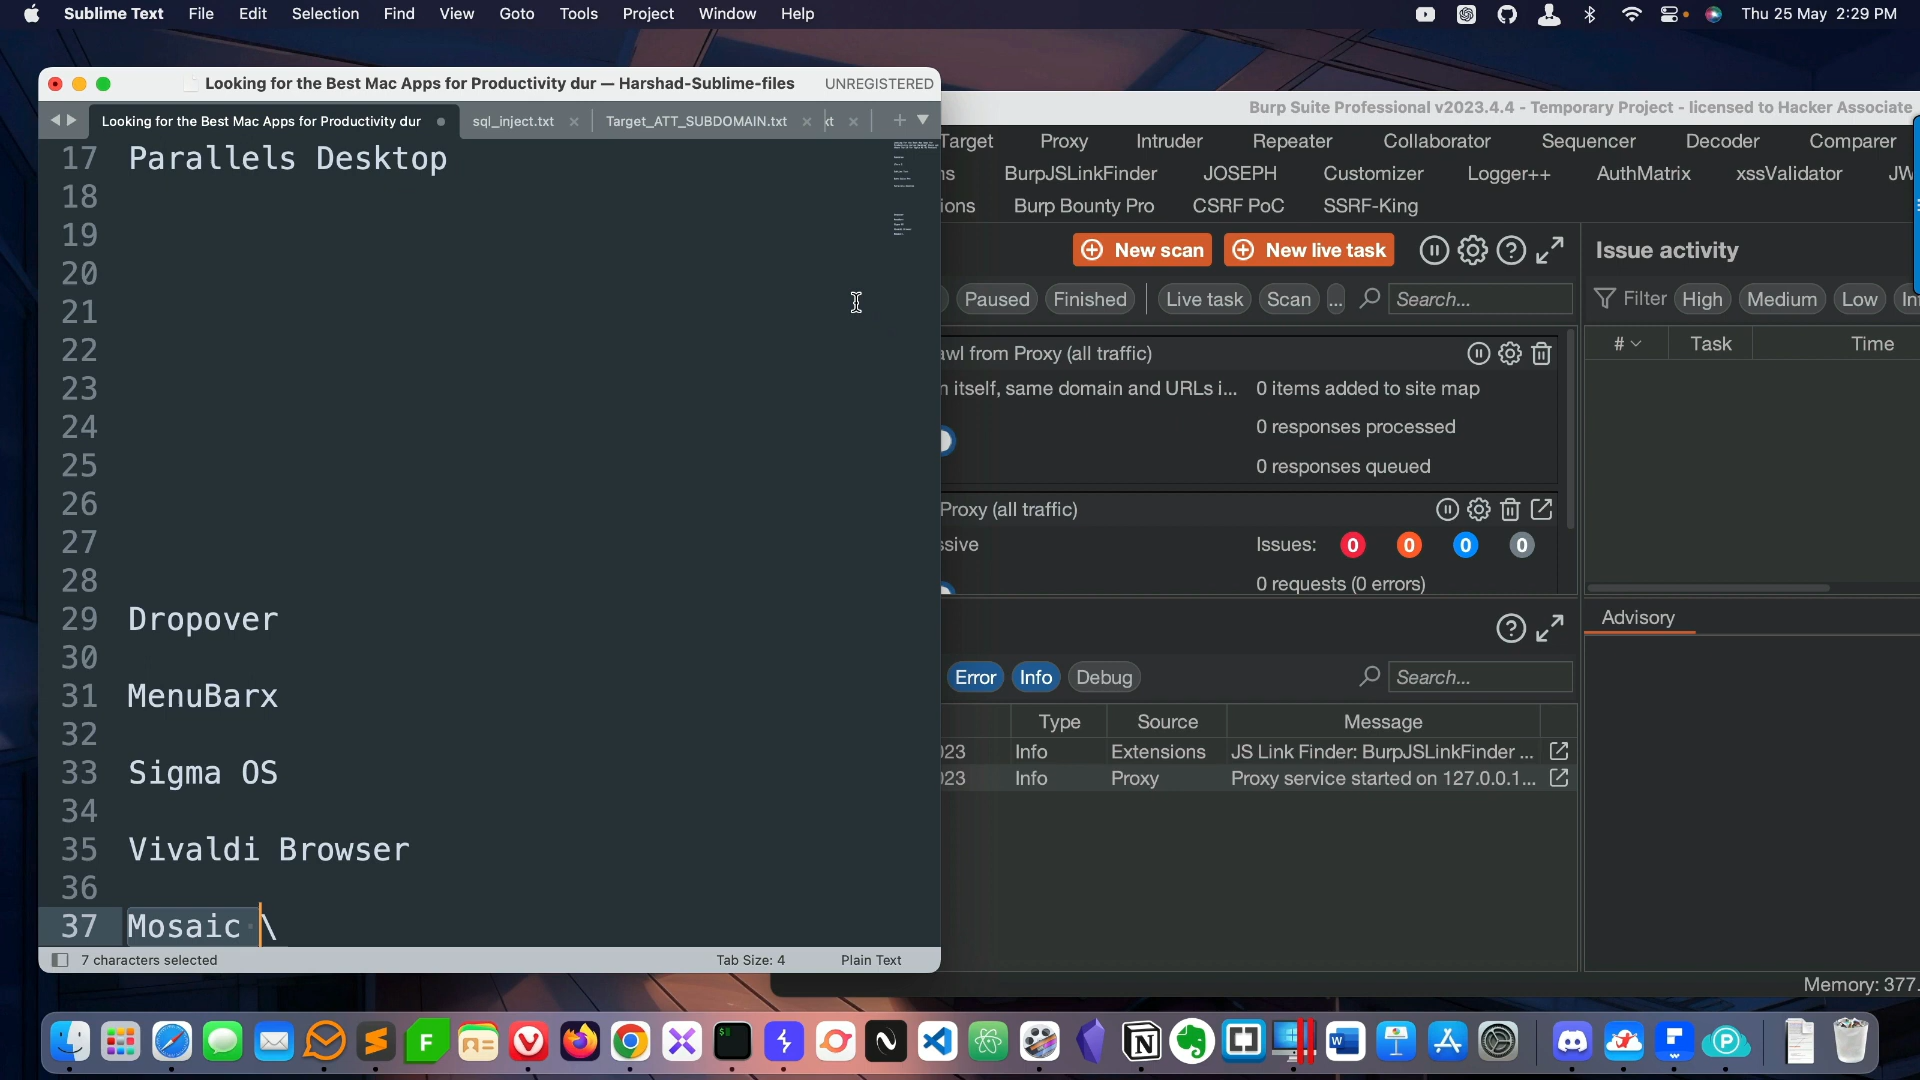 Sublime Text File Edit Selection Find View Goto Tools Project Window Help Thu 25 May 2:29 PM
Looking for the Best Mac Apps for Productivity dur — Harshad-Sublime-files UNREGISTERED
Looking for the Best Mac Apps for Productivity dur sql_inject.txt Target_ATT_SUBDOMAIN.txt xt
17 Parallels Desktop
18
19
20
21
22
23
24
25
26
27
28
29 Dropover
30
31 MenuBarx
32
33 Sigma OS
34
35 Vivaldi Browser
36
37 Mosaic \
7 characters selected Tab Size: 4 Plain Text
Burp Suite Professional v2023.4.4 - Temporary Project - licensed to Hacker Associate
Target Proxy Intruder Repeater Collaborator Sequencer Decoder Comparer
ns BurpJSLinkFinder JOSEPH Customizer Logger++ AuthMatrix xssValidator JW
ions Burp Bounty Pro CSRF PoC SSRF-King
New scan New live task
Paused Finished Live task Scan ... Search...
awl from Proxy (all traffic)
n itself, same domain and URLs i... 0 items added to site map
0 responses processed
0 responses queued
Proxy (all traffic)
ssive Issues: 0 0 0 0
0 requests (0 errors)
Error Info Debug Search...
Type Source Message
023 Info Extensions JS Link Finder: BurpJSLinkFinder ...
023 Info Proxy Proxy service started on 127.0.0.1...
Issue activity
Filter High Medium Low In
# Task Time
Advisory
Memory: 377.